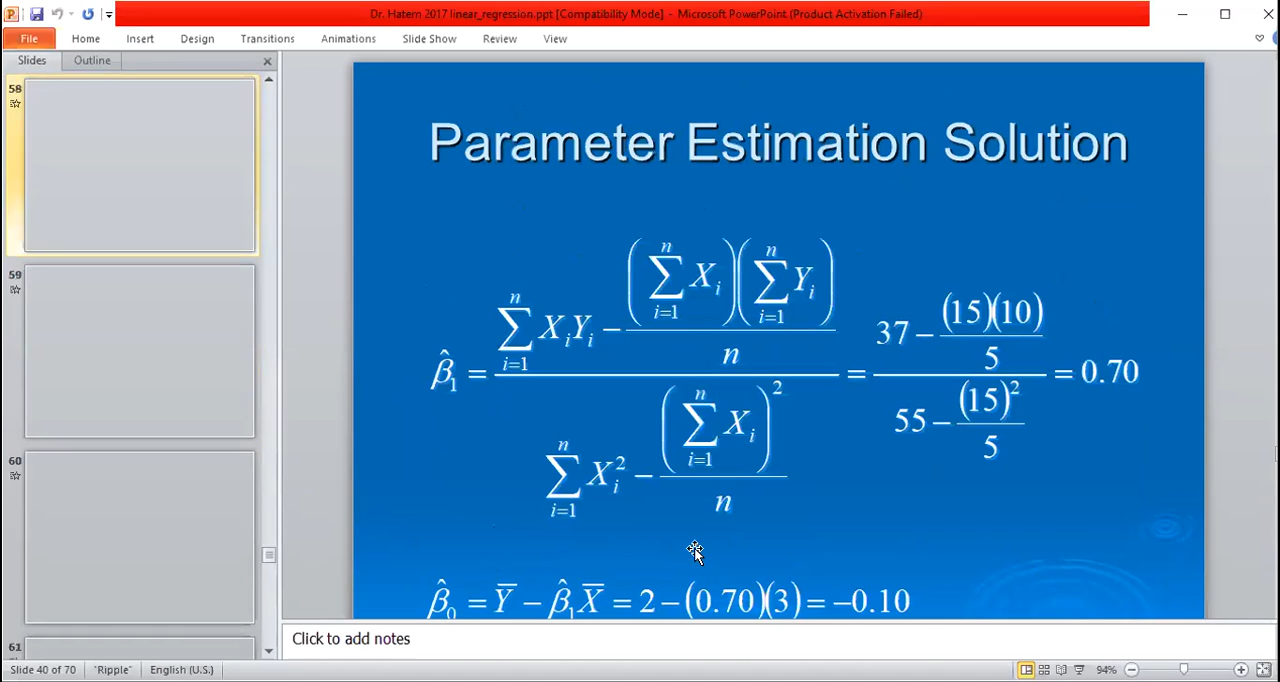 Dr. Hatem 2017 linear_regression.ppt [Compatibility Mode] - Microsoft PowerPoint (Product Activation Failed)
File Home Insert Design Transitions Animations Slide Show Review View
Slides Outline
58
59
60
61
Parameter Estimation Solution
β̂₁ = (∑ᵢ₌₁ⁿ XᵢYᵢ − (∑ᵢ₌₁ⁿ Xᵢ)(∑ᵢ₌₁ⁿ Yᵢ) / n) / (∑ᵢ₌₁ⁿ Xᵢ² − (∑ᵢ₌₁ⁿ Xᵢ)² / n) = (37 − (15)(10) / 5) / (55 − (15)² / 5) = 0.70
β̂₀ = Y̅ − β̂₁X̅ = 2 − (0.70)(3) = −0.10
Click to add notes
Slide 40 of 70 "Ripple" English (U.S.) 94%